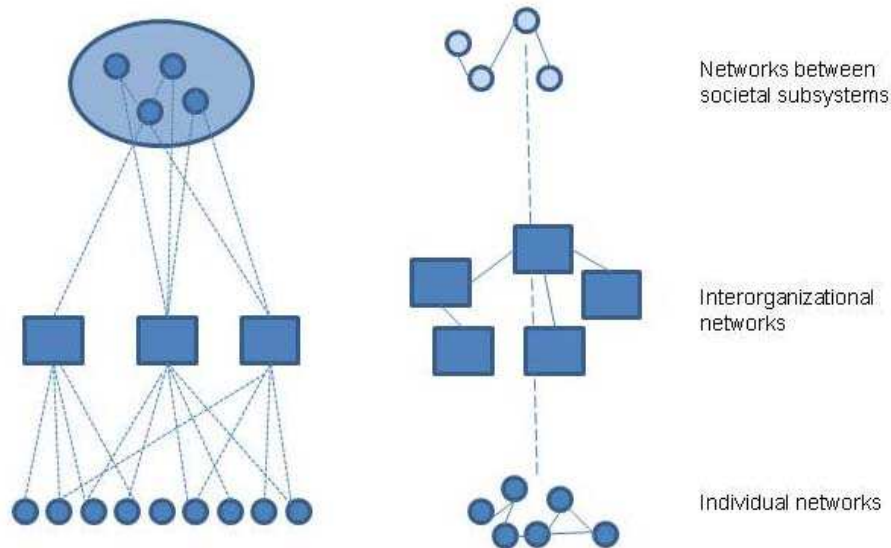 Networks between
societal subsystems
Interorganizational
networks
Individual networks